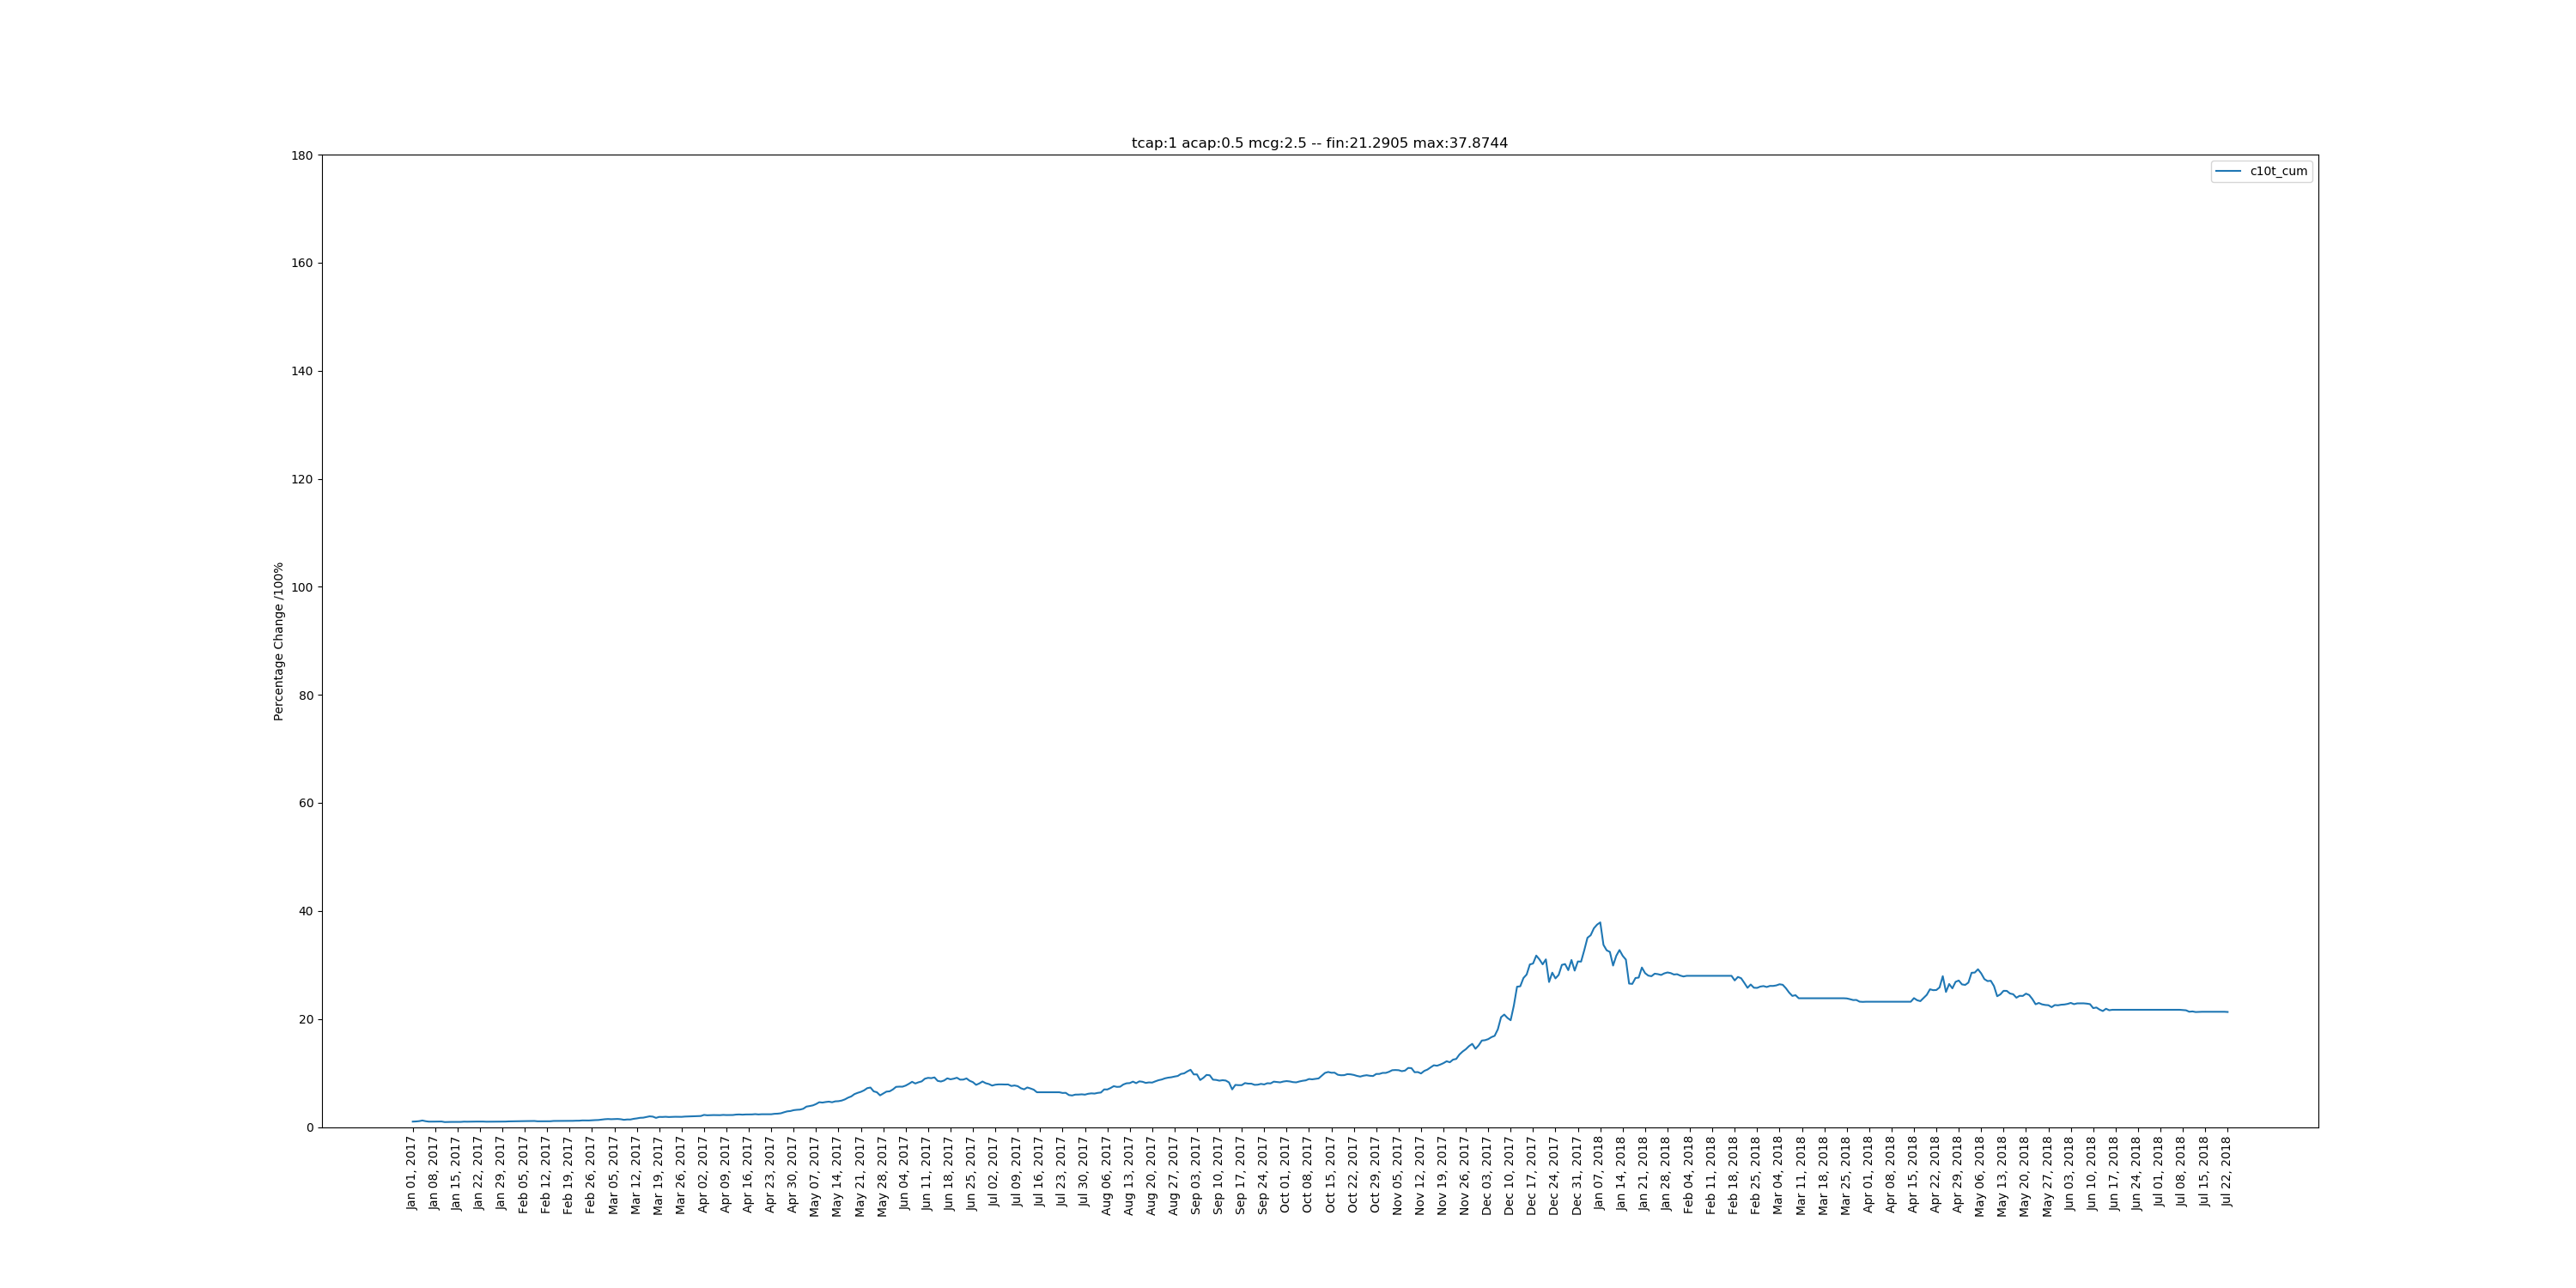 tcap:1 acap:0.5 mcg:2.5 -- fin:21.2905 max:37.8744
c10t_cum
Percentage Change /100%
180
160
140
120
100
80
60
40
20
0
Jan 01, 2017
Jan 08, 2017
Jan 15, 2017
Jan 22, 2017
Jan 29, 2017
Feb 05, 2017
Feb 12, 2017
Feb 19, 2017
Feb 26, 2017
Mar 05, 2017
Mar 12, 2017
Mar 19, 2017
Mar 26, 2017
Apr 02, 2017
Apr 09, 2017
Apr 16, 2017
Apr 23, 2017
Apr 30, 2017
May 07, 2017
May 14, 2017
May 21, 2017
May 28, 2017
Jun 04, 2017
Jun 11, 2017
Jun 18, 2017
Jun 25, 2017
Jul 02, 2017
Jul 09, 2017
Jul 16, 2017
Jul 23, 2017
Jul 30, 2017
Aug 06, 2017
Aug 13, 2017
Aug 20, 2017
Aug 27, 2017
Sep 03, 2017
Sep 10, 2017
Sep 17, 2017
Sep 24, 2017
Oct 01, 2017
Oct 08, 2017
Oct 15, 2017
Oct 22, 2017
Oct 29, 2017
Nov 05, 2017
Nov 12, 2017
Nov 19, 2017
Nov 26, 2017
Dec 03, 2017
Dec 10, 2017
Dec 17, 2017
Dec 24, 2017
Dec 31, 2017
Jan 07, 2018
Jan 14, 2018
Jan 21, 2018
Jan 28, 2018
Feb 04, 2018
Feb 11, 2018
Feb 18, 2018
Feb 25, 2018
Mar 04, 2018
Mar 11, 2018
Mar 18, 2018
Mar 25, 2018
Apr 01, 2018
Apr 08, 2018
Apr 15, 2018
Apr 22, 2018
Apr 29, 2018
May 06, 2018
May 13, 2018
May 20, 2018
May 27, 2018
Jun 03, 2018
Jun 10, 2018
Jun 17, 2018
Jun 24, 2018
Jul 01, 2018
Jul 08, 2018
Jul 15, 2018
Jul 22, 2018